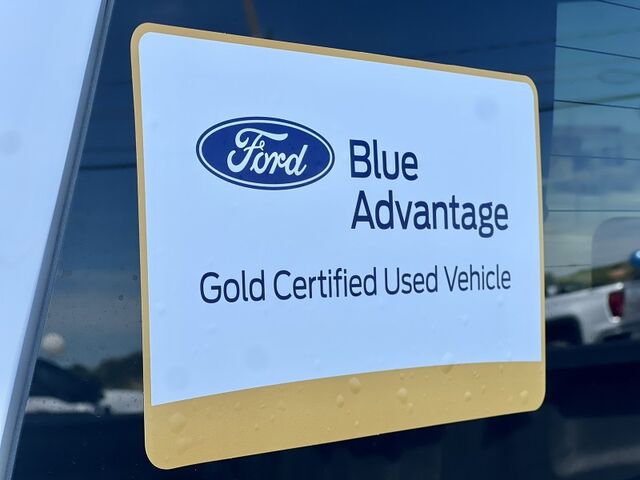 Ford
Blue
Advantage
Gold Certified Used Vehicle